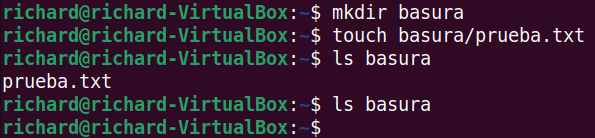 richard@richard-VirtualBox:~$ mkdir basura
richard@richard-VirtualBox:~$ touch basura/prueba.txt
richard@richard-VirtualBox:~$ ls basura
prueba.txt
richard@richard-VirtualBox:~$ ls basura
richard@richard-VirtualBox:~$